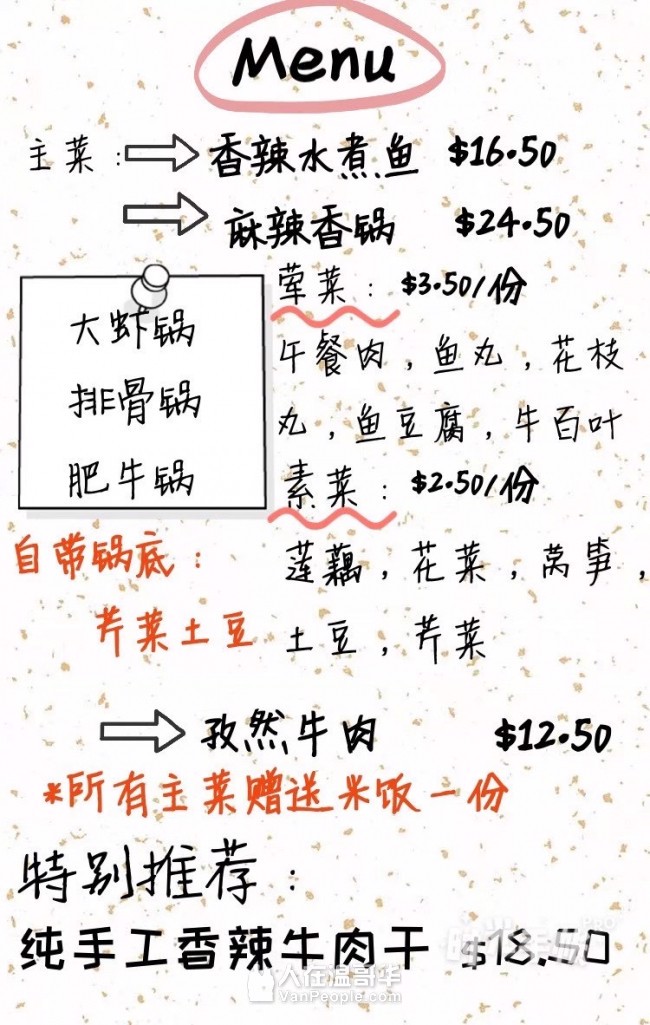 Menu
主菜： 香辣水煮鱼 $16.50
麻辣香锅 $24.50
大虾锅
排骨锅
肥牛锅
自带锅底：
芹菜土豆
荤菜： $3.50/份
午餐肉，鱼丸，花枝
丸，鱼豆腐，牛百叶
素菜： $2.50/份
莲藕，花菜，莴笋，
土豆，芹菜
孜然牛肉 $12.50
*所有主菜赠送米饭一份
特别推荐：
纯手工香辣牛肉干 $18.50
人在温哥华
VanPeople.com